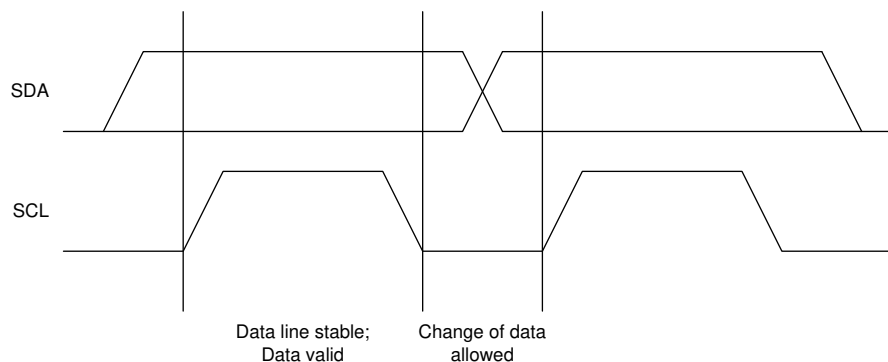 SDA
SCL
Data line stable;
Data valid
Change of data
allowed